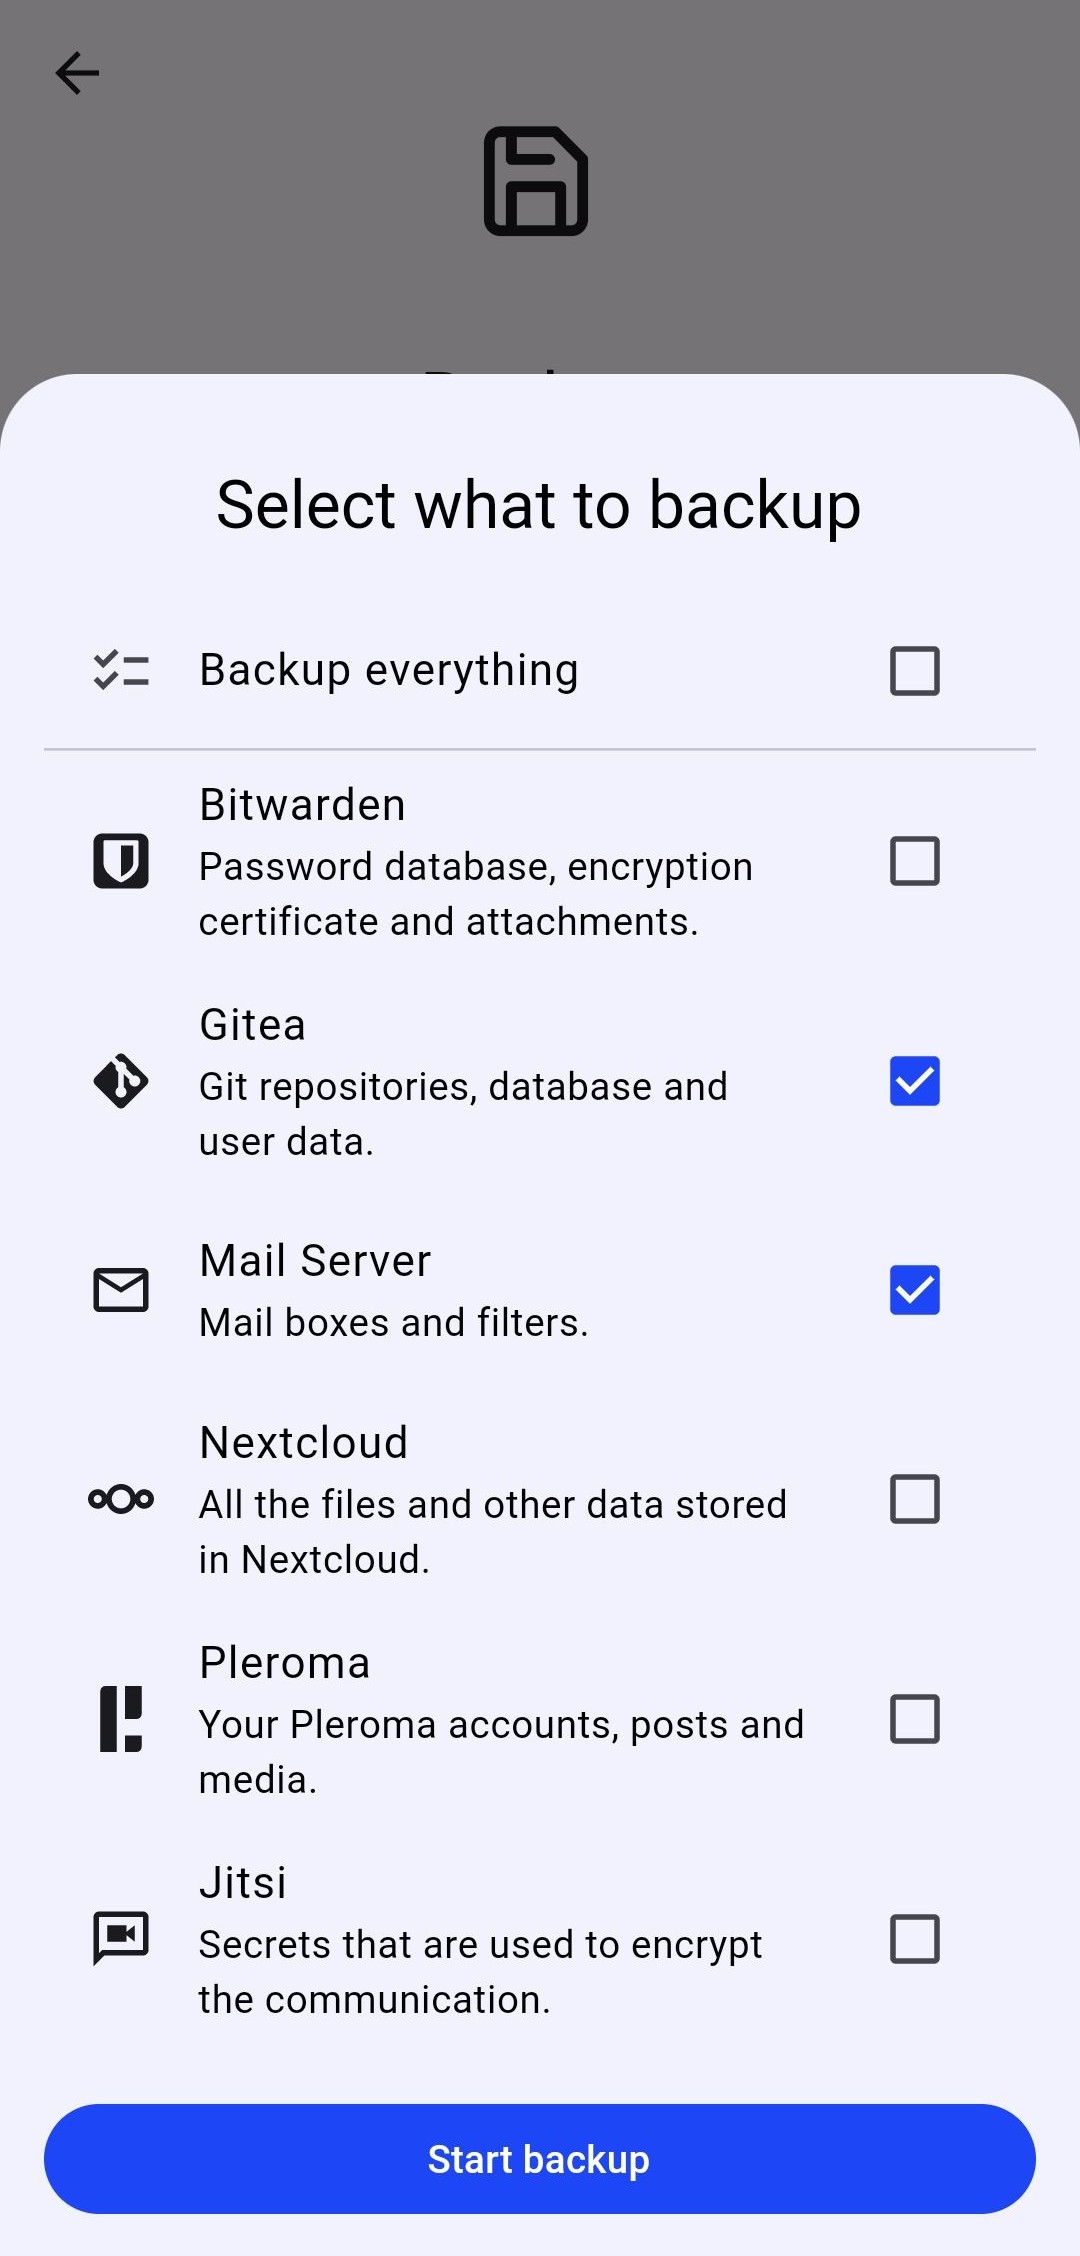 Select what to backup
Backup everything
Bitwarden
Password database, encryption
certificate and attachments.
Gitea
Git repositories, database and
user data.
Mail Server
Mail boxes and filters.
Nextcloud
All the files and other data stored
in Nextcloud.
Pleroma
Your Pleroma accounts, posts and
media.
Jitsi
Secrets that are used to encrypt
the communication.
Start backup